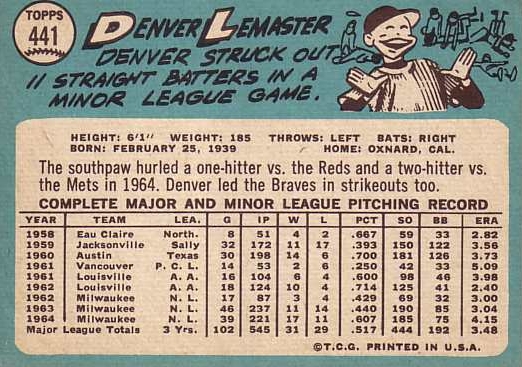 TOPPS
441
DENVER LEMASTER
DENVER STRUCK OUT
11 STRAIGHT BATTERS IN A
MINOR LEAGUE GAME.
HEIGHT: 6'1" WEIGHT: 185 THROWS: LEFT BATS: RIGHT
BORN: FEBRUARY 25, 1939 HOME: OXNARD, CAL.
The southpaw hurled a one-hitter vs. the Reds and a two-hitter vs.
the Mets in 1964. Denver led the Braves in strikeouts too.
COMPLETE MAJOR AND MINOR LEAGUE PITCHING RECORD
YEAR TEAM LEA. G IP W L PCT SO BB ERA
1958 Eau Claire North. 8 51 4 2 .667 59 33 2.82
1959 Jacksonville Sally 32 172 11 17 .393 150 122 3.56
1960 Austin Texas 30 198 14 6 .700 181 126 3.73
1961 Vancouver P.C.L. 14 53 2 6 .250 42 33 5.09
1961 Louisville A.A. 16 104 6 4 .600 98 46 3.98
1962 Louisville A.A. 18 124 10 4 .714 125 41 2.40
1962 Milwaukee N.L. 17 87 3 4 .429 69 32 3.00
1963 Milwaukee N.L. 46 237 11 14 .440 190 85 3.04
1964 Milwaukee N.L. 39 221 17 11 .607 185 75 4.15
Major League Totals 3 Yrs. 102 545 31 29 .517 444 192 3.48
©T.C.G. PRINTED IN U.S.A.